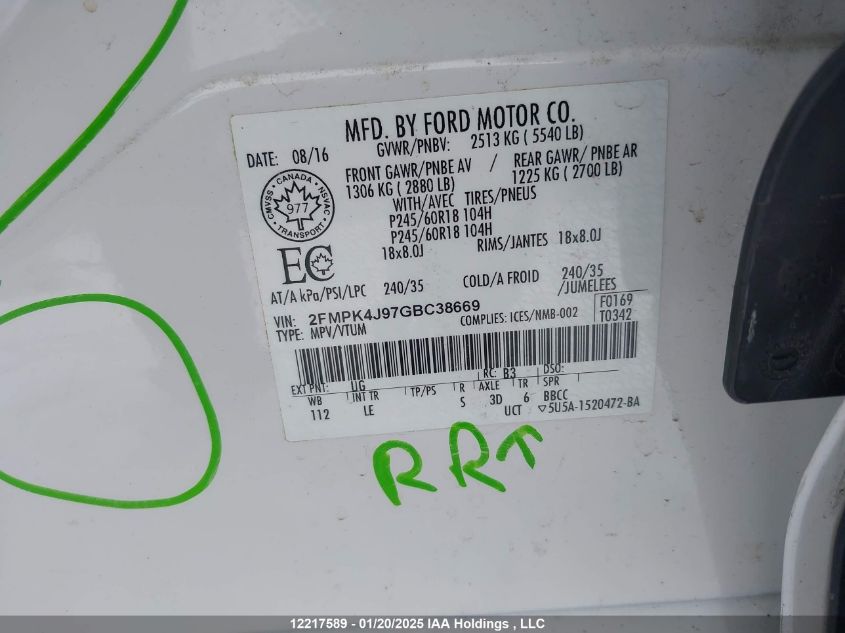 MFD. BY FORD MOTOR CO.
DATE: 08/16 GVWR/PNBV: 2513 KG ( 5540 LB)
FRONT GAWR/PNBE AV / REAR GAWR/ PNBE AR
1306 KG ( 2880 LB) 1225 KG ( 2700 LB)
WITH/AVEC TIRES/PNEUS
P245/60R18 104H
P245/60R18 104H
18x8.0J RIMS/JANTES 18x8.0J
CANADA
CMVSS NSVAC
977
TRANSPORT
EC
AT/A kPa/PSI/LPC 240/35 COLD/A FROID 240/35
/JUMELEES
VIN: 2FMPK4J97GBC38669 F0169
TYPE: MPV/VTUM COMPLIES: ICES/NMB-002 T0342
EXT PNT: UG RC: B3 DSO:
WB INT TR TP/PS R AXLE TR SPR
112 LE S 3D 6 BBCC
UCT ▽5U5A-1520472-BA
RR↑
12217589 - 01/20/2025 IAA Holdings , LLC